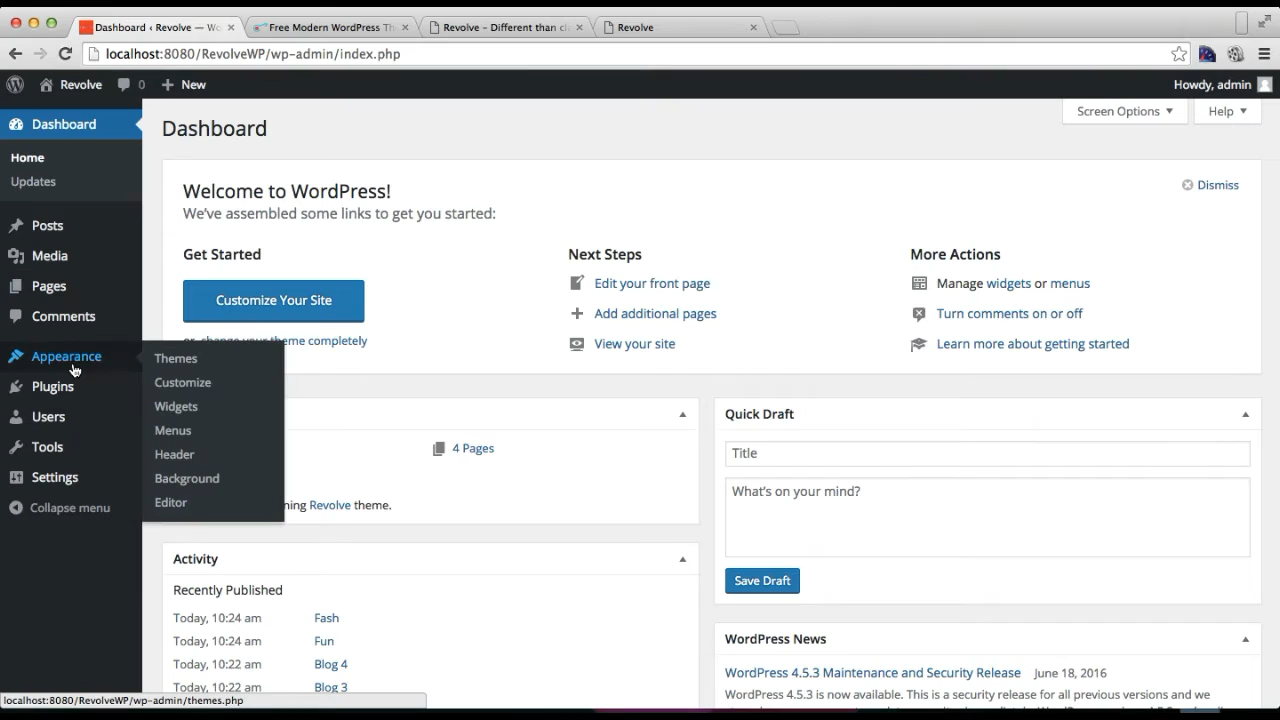 Dashboard ‹ Revolve — Wo
Free Modern WordPress Th
Revolve – Different than cl
Revolve
localhost:8080/RevolveWP/wp-admin/index.php
Revolve
0
New
Howdy, admin
Dashboard
Home
Updates
Posts
Media
Pages
Comments
Appearance
Plugins
Users
Tools
Settings
Collapse menu
Themes
Customize
Widgets
Menus
Header
Background
Editor
Dashboard
Screen Options
Help
Welcome to WordPress!
We've assembled some links to get you started:
Dismiss
Get Started
Customize Your Site
or, change your theme completely
Next Steps
Edit your front page
Add additional pages
View your site
More Actions
Manage widgets or menus
Turn comments on or off
Learn more about getting started
4 Pages
ning Revolve theme.
Activity
Recently Published
Today, 10:24 am Fash
Today, 10:24 am Fun
Today, 10:22 am Blog 4
Today, 10:22 am Blog 3
Quick Draft
Title
What's on your mind?
Save Draft
WordPress News
WordPress 4.5.3 Maintenance and Security Release June 18, 2016
WordPress 4.5.3 is now available. This is a security release for all previous versions and we
localhost:8080/RevolveWP/wp-admin/themes.php